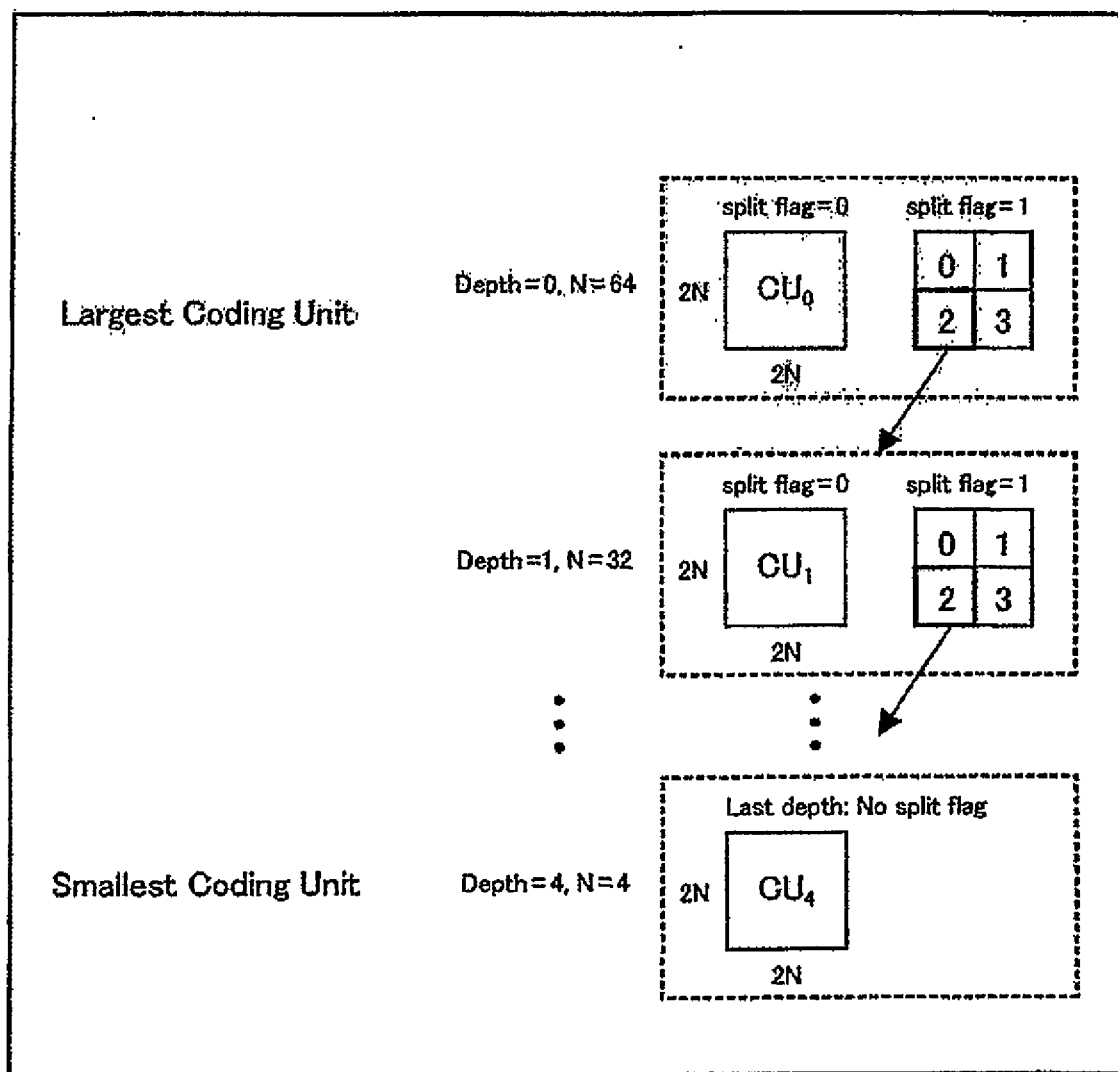 split flag=0 split flag=1
Largest Coding Unit
Depth=0, N=64
2N
CU₀
0 1
2 3
2N
split flag=0 split flag=1
Depth=1, N=32
2N
CU₁
0 1
2 3
2N
Last depth: No split flag
Smallest Coding Unit
Depth=4, N=4
2N
CU₄
2N